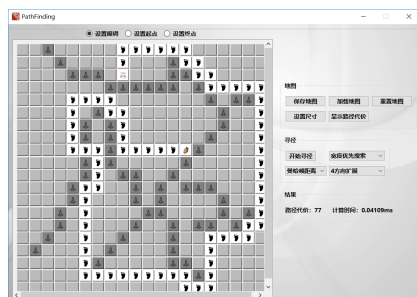 PathFinding
设置障碍 设置起点 设置终点
地图
保存地图 加载地图 重置地图
设置尺寸 显示路径代价
寻径
开始寻径 宽度优先搜索
曼哈顿距离 4方向扩展
结果
路径代价: 77 计算时间: 0.04109ms